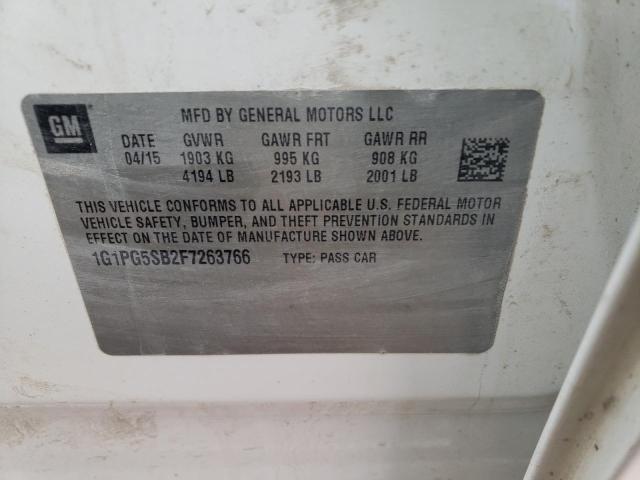 GM
MFD BY GENERAL MOTORS LLC
DATE GVWR GAWR FRT GAWR RR
04/15 1903 KG 995 KG 908 KG
4194 LB 2193 LB 2001 LB
THIS VEHICLE CONFORMS TO ALL APPLICABLE U.S. FEDERAL MOTOR
VEHICLE SAFETY, BUMPER, AND THEFT PREVENTION STANDARDS IN
EFFECT ON THE DATE OF MANUFACTURE SHOWN ABOVE.
1G1PG5SB2F7263766 TYPE: PASS CAR